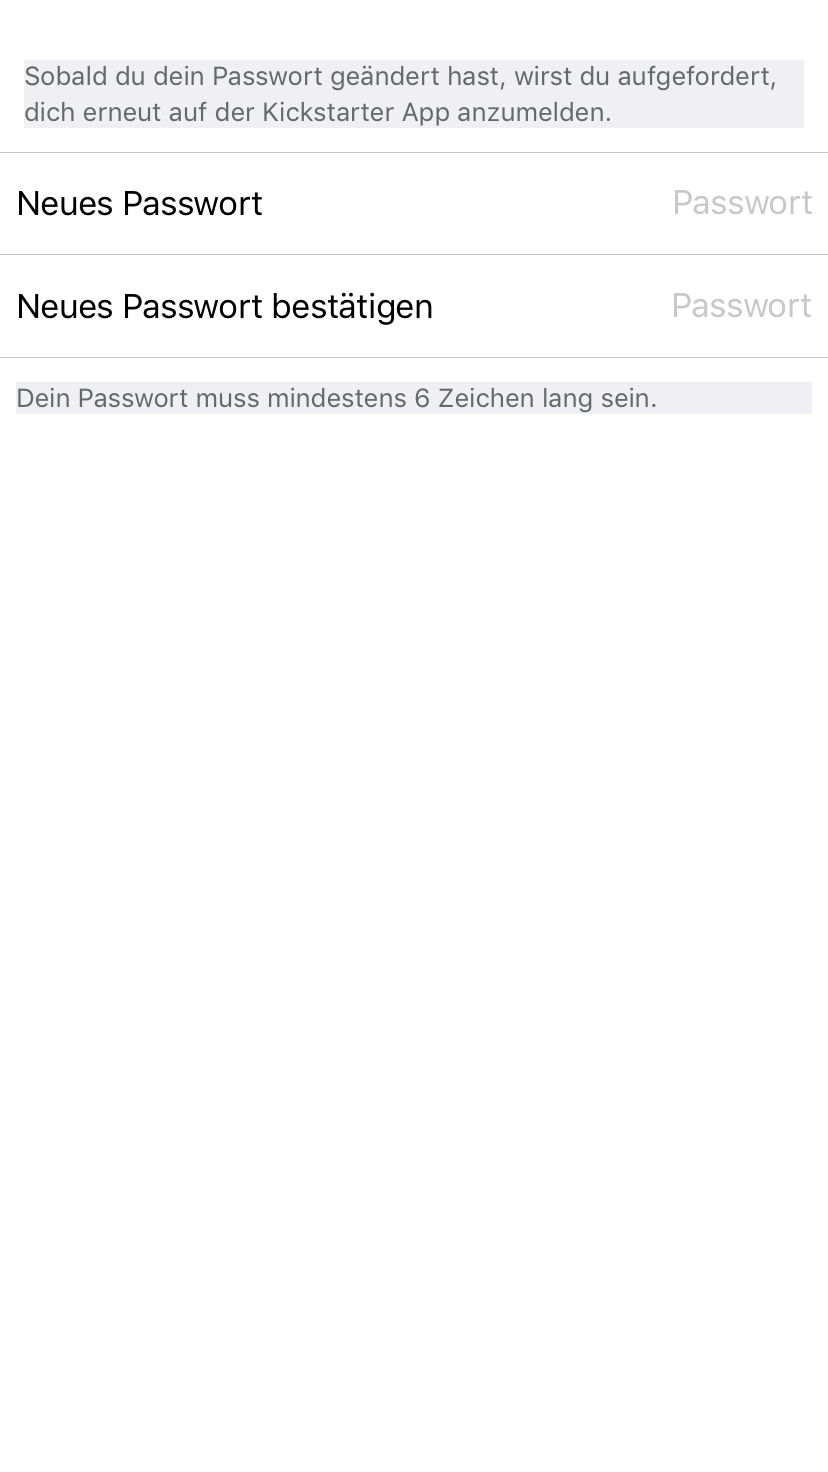 Sobald du dein Passwort geändert hast, wirst du aufgefordert,
dich erneut auf der Kickstarter App anzumelden.
Neues Passwort Passwort
Neues Passwort bestätigen Passwort
Dein Passwort muss mindestens 6 Zeichen lang sein.